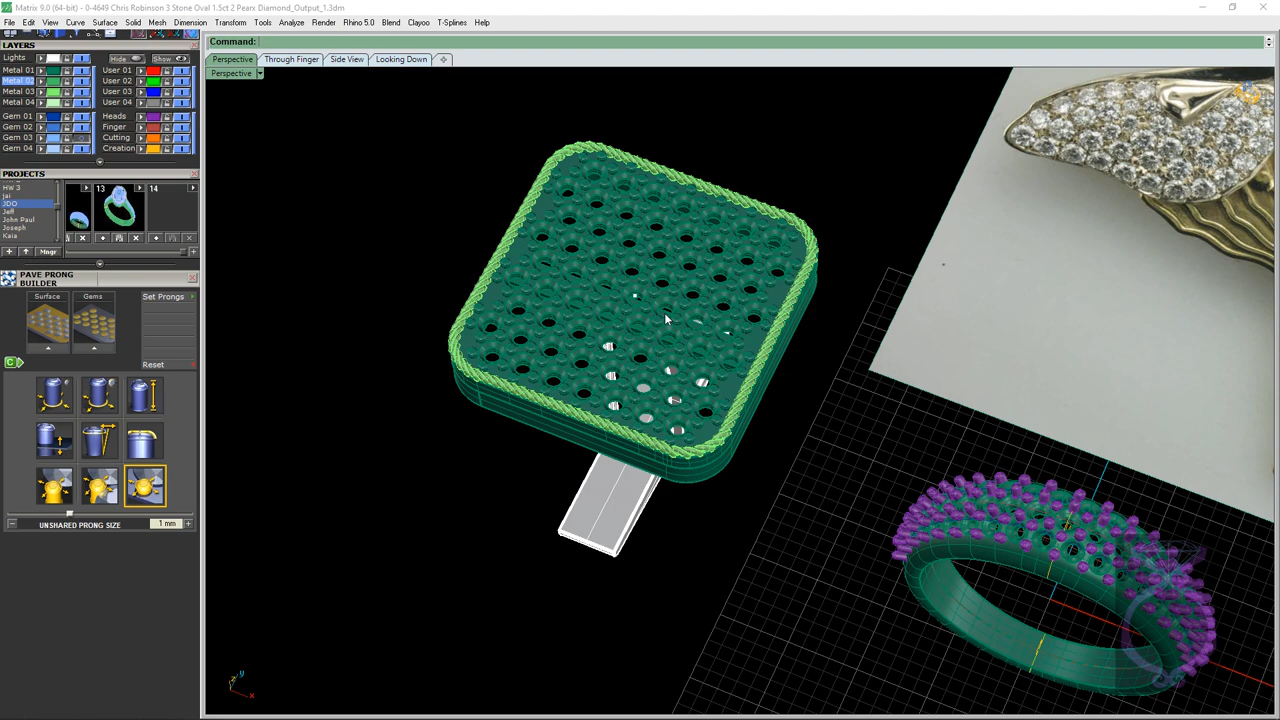 Matrix 9.0 (64-bit) - 0-4649 Chris Robinson 3 Stone Oval 1.5ct 2 Pears Diamond_Output_1.3dm
File Edit View Curve Surface Solid Mesh Dimension Transform Tools Analyze Render Rhino 5.0 Blend Clayoo T-Splines Help
LAYERS
Command:
Lights Hide Show
Perspective Through Finger Side View Looking Down
Metal 01 User 01
Perspective
Metal 02 User 02
Metal 03 User 03
Metal 04 User 04
Gem 01 Heads
Gem 02 Finger
Gem 03 Cutting
Gem 04 Creation
PROJECTS
HW 3
jai
JDO
Jeff
John Paul
Joseph
Kaia
13 14
Mngr
PAVE PRONG
BUILDER
Surface Gems Set Prongs
Reset
C
UNSHARED PRONG SIZE 1 mm
z y
x